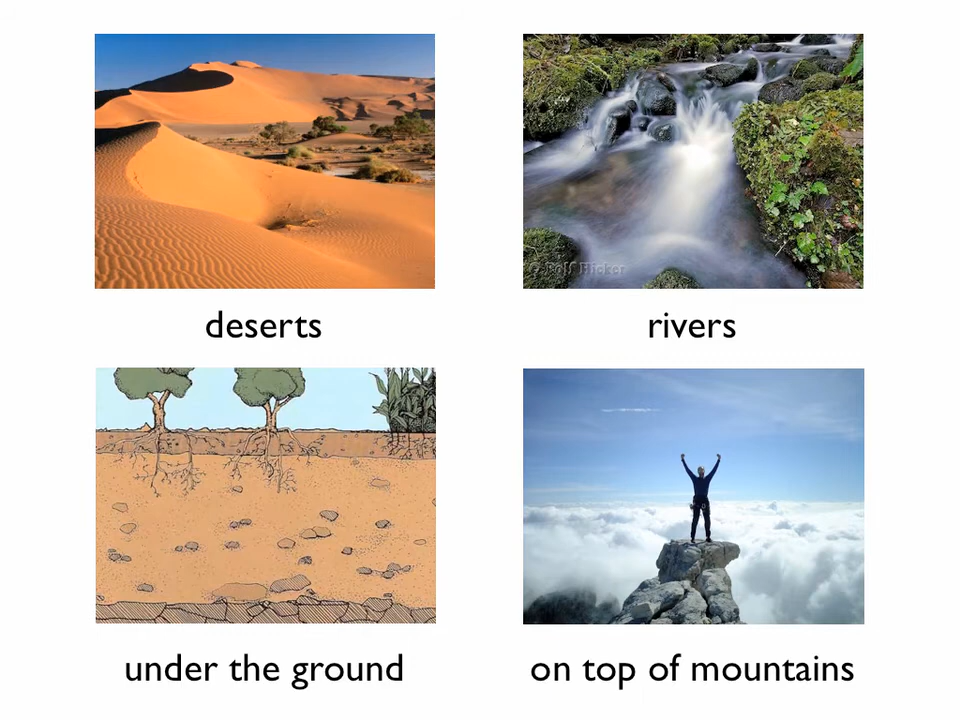 deserts
rivers
under the ground
on top of mountains